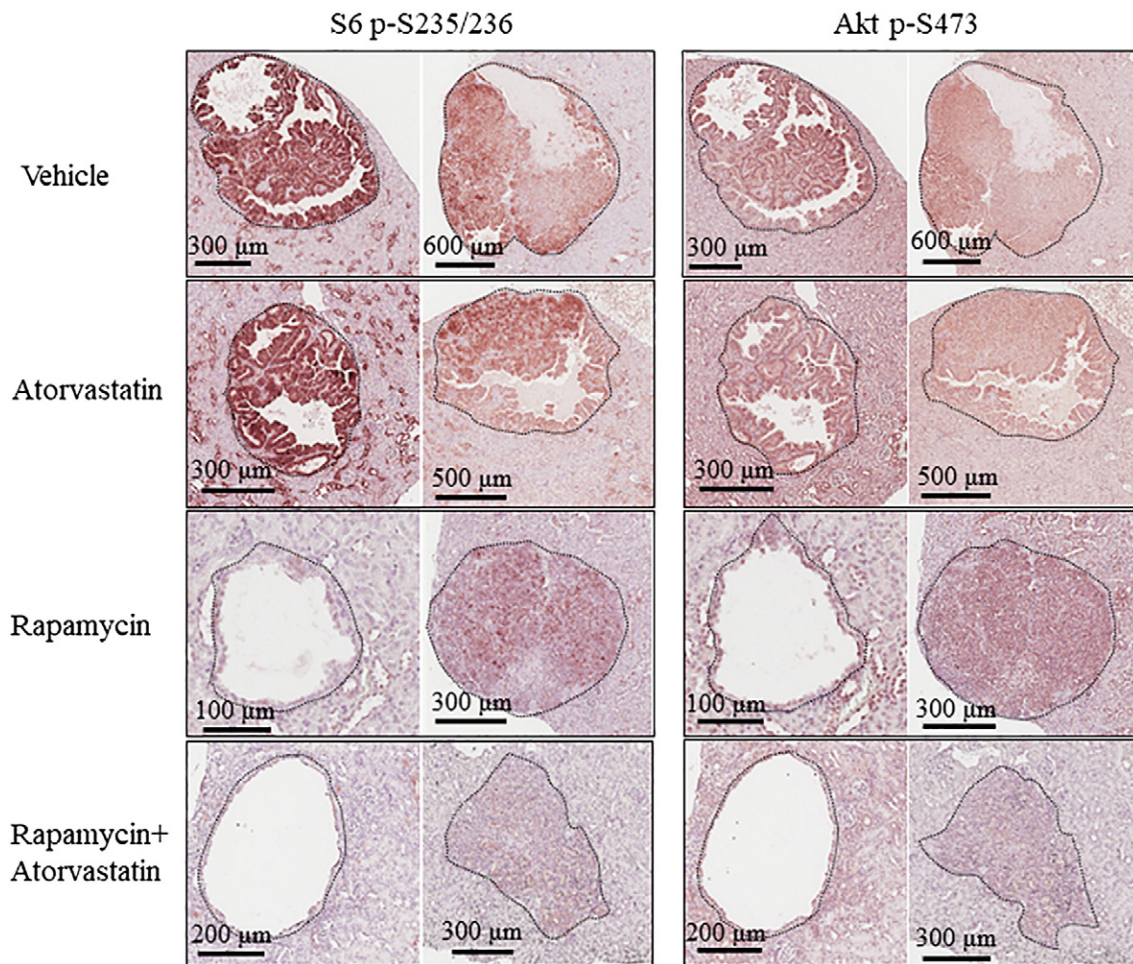 S6 p-S235/236
Akt p-S473
Vehicle
300 µm
600 µm
300 µm
600 µm
Atorvastatin
300 µm
500 µm
300 µm
500 µm
Rapamycin
100 µm
300 µm
100 µm
300 µm
Rapamycin+
Atorvastatin
200 µm
300 µm
200 µm
300 µm